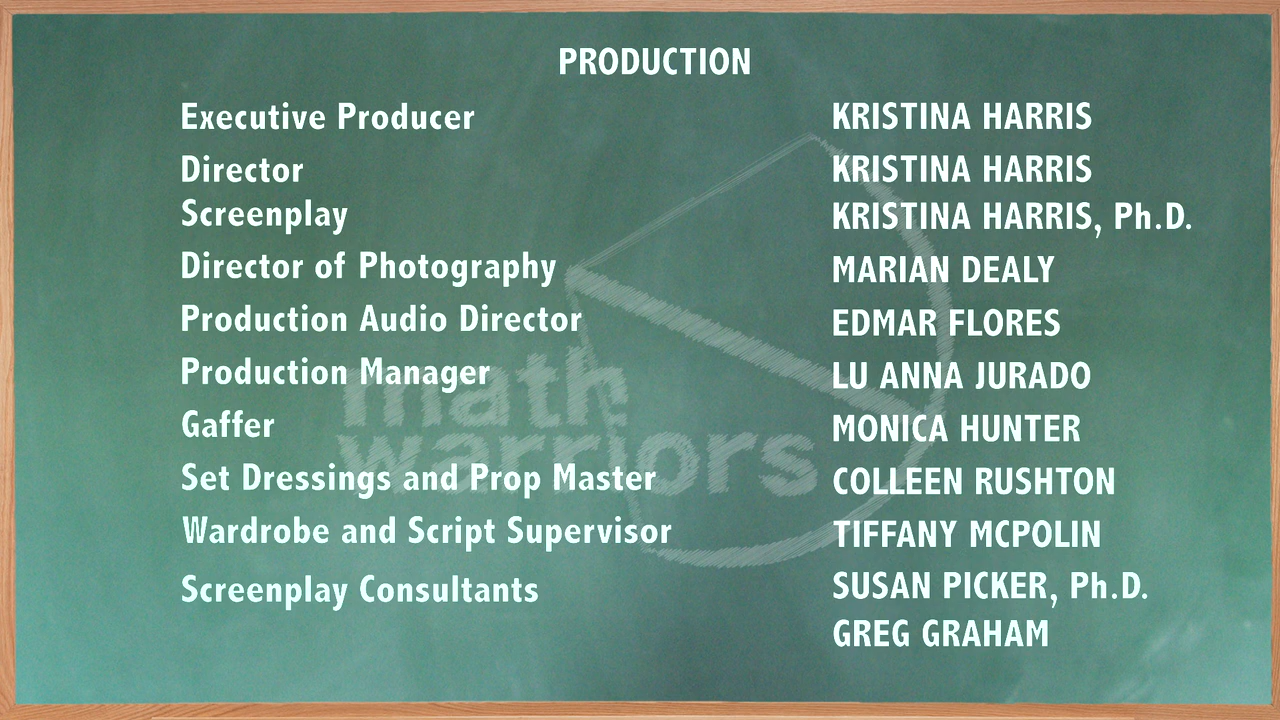 PRODUCTION
Executive Producer KRISTINA HARRIS
Director KRISTINA HARRIS
Screenplay KRISTINA HARRIS, Ph.D.
Director of Photography MARIAN DEALY
Production Audio Director EDMAR FLORES
Production Manager LU ANNA JURADO
Gaffer MONICA HUNTER
Set Dressings and Prop Master COLLEEN RUSHTON
Wardrobe and Script Supervisor TIFFANY MCPOLIN
Screenplay Consultants SUSAN PICKER, Ph.D.
GREG GRAHAM
math
warriors